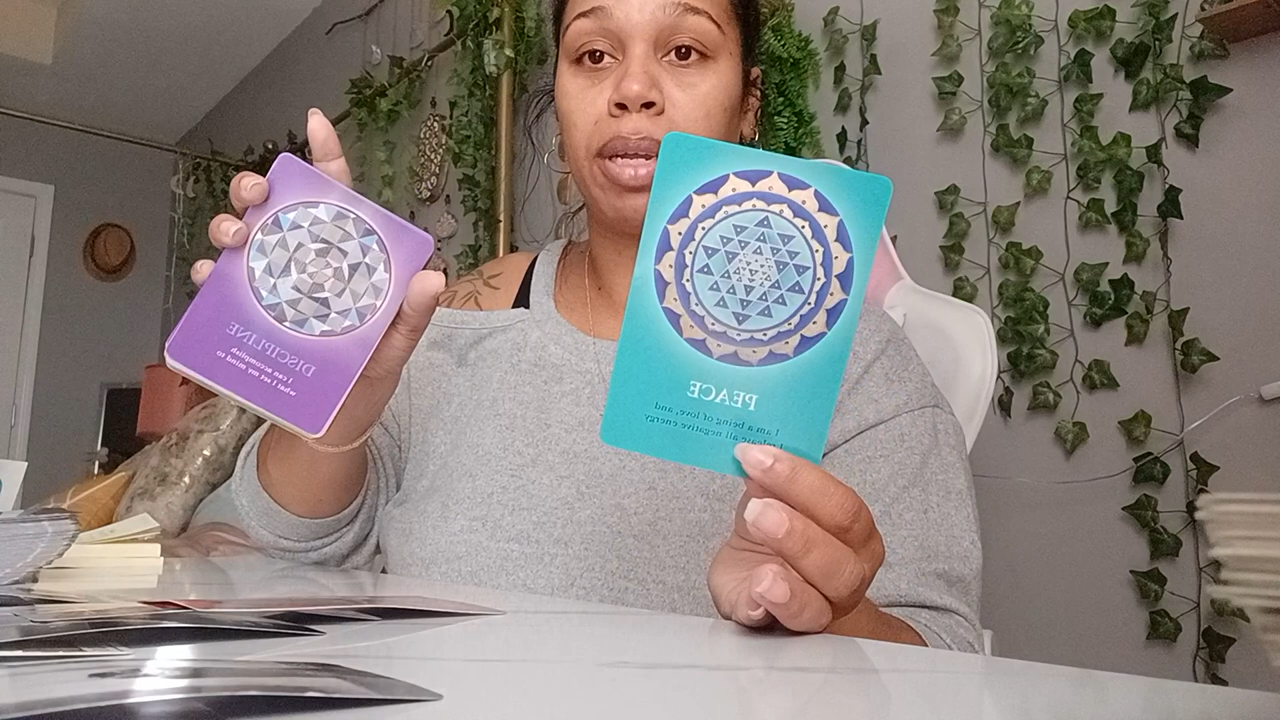 DISCIPLINE
I can accomplish
what I set my mind to
PEACE
I am a being of love, and
I release all negative energy